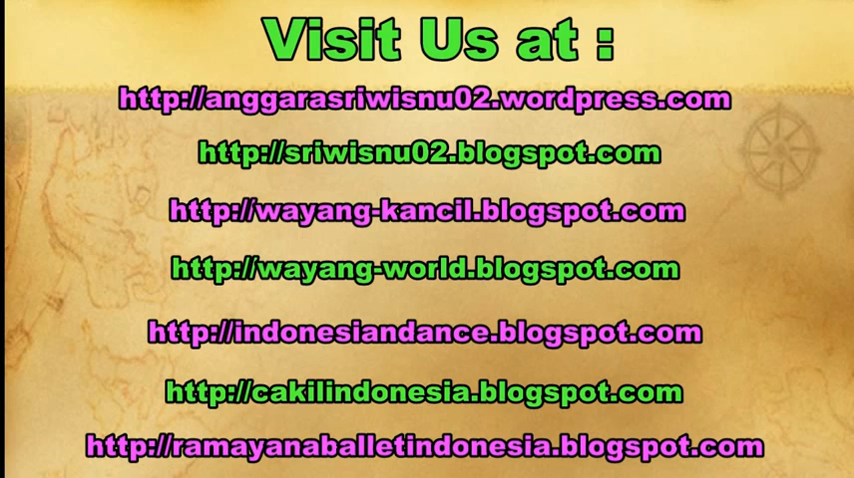 Visit Us at :
http://anggarasriwisnu02.wordpress.com
http://sriwisnu02.blogspot.com
http://wayang-kancil.blogspot.com
http://wayang-world.blogspot.com
http://indonesiandance.blogspot.com
http://cakilindonesia.blogspot.com
http://ramayanaballetindonesia.blogspot.com